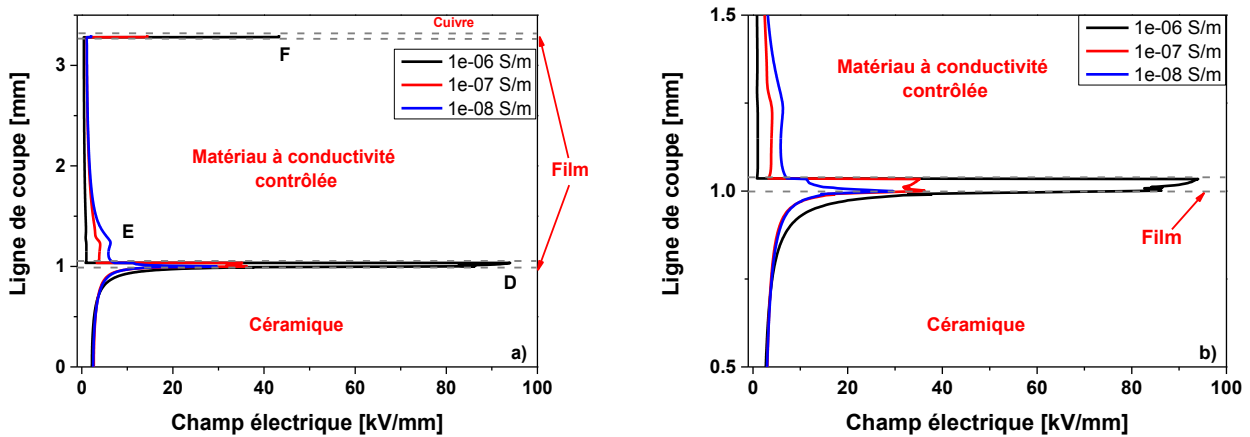 Cuivre
F
1e-06 S/m
1e-07 S/m
1e-08 S/m
Matériau à conductivité
contrôlée
Film
E
D
Céramique
a)
3
2
1
0
0
20
40
60
80
100
Ligne de coupe [mm]
Champ électrique [kV/mm]
1e-06 S/m
1e-07 S/m
1e-08 S/m
Matériau à conductivité
contrôlée
Film
Céramique
b)
1.5
1.0
0.5
0
20
40
60
80
100
Ligne de coupe [mm]
Champ électrique [kV/mm]